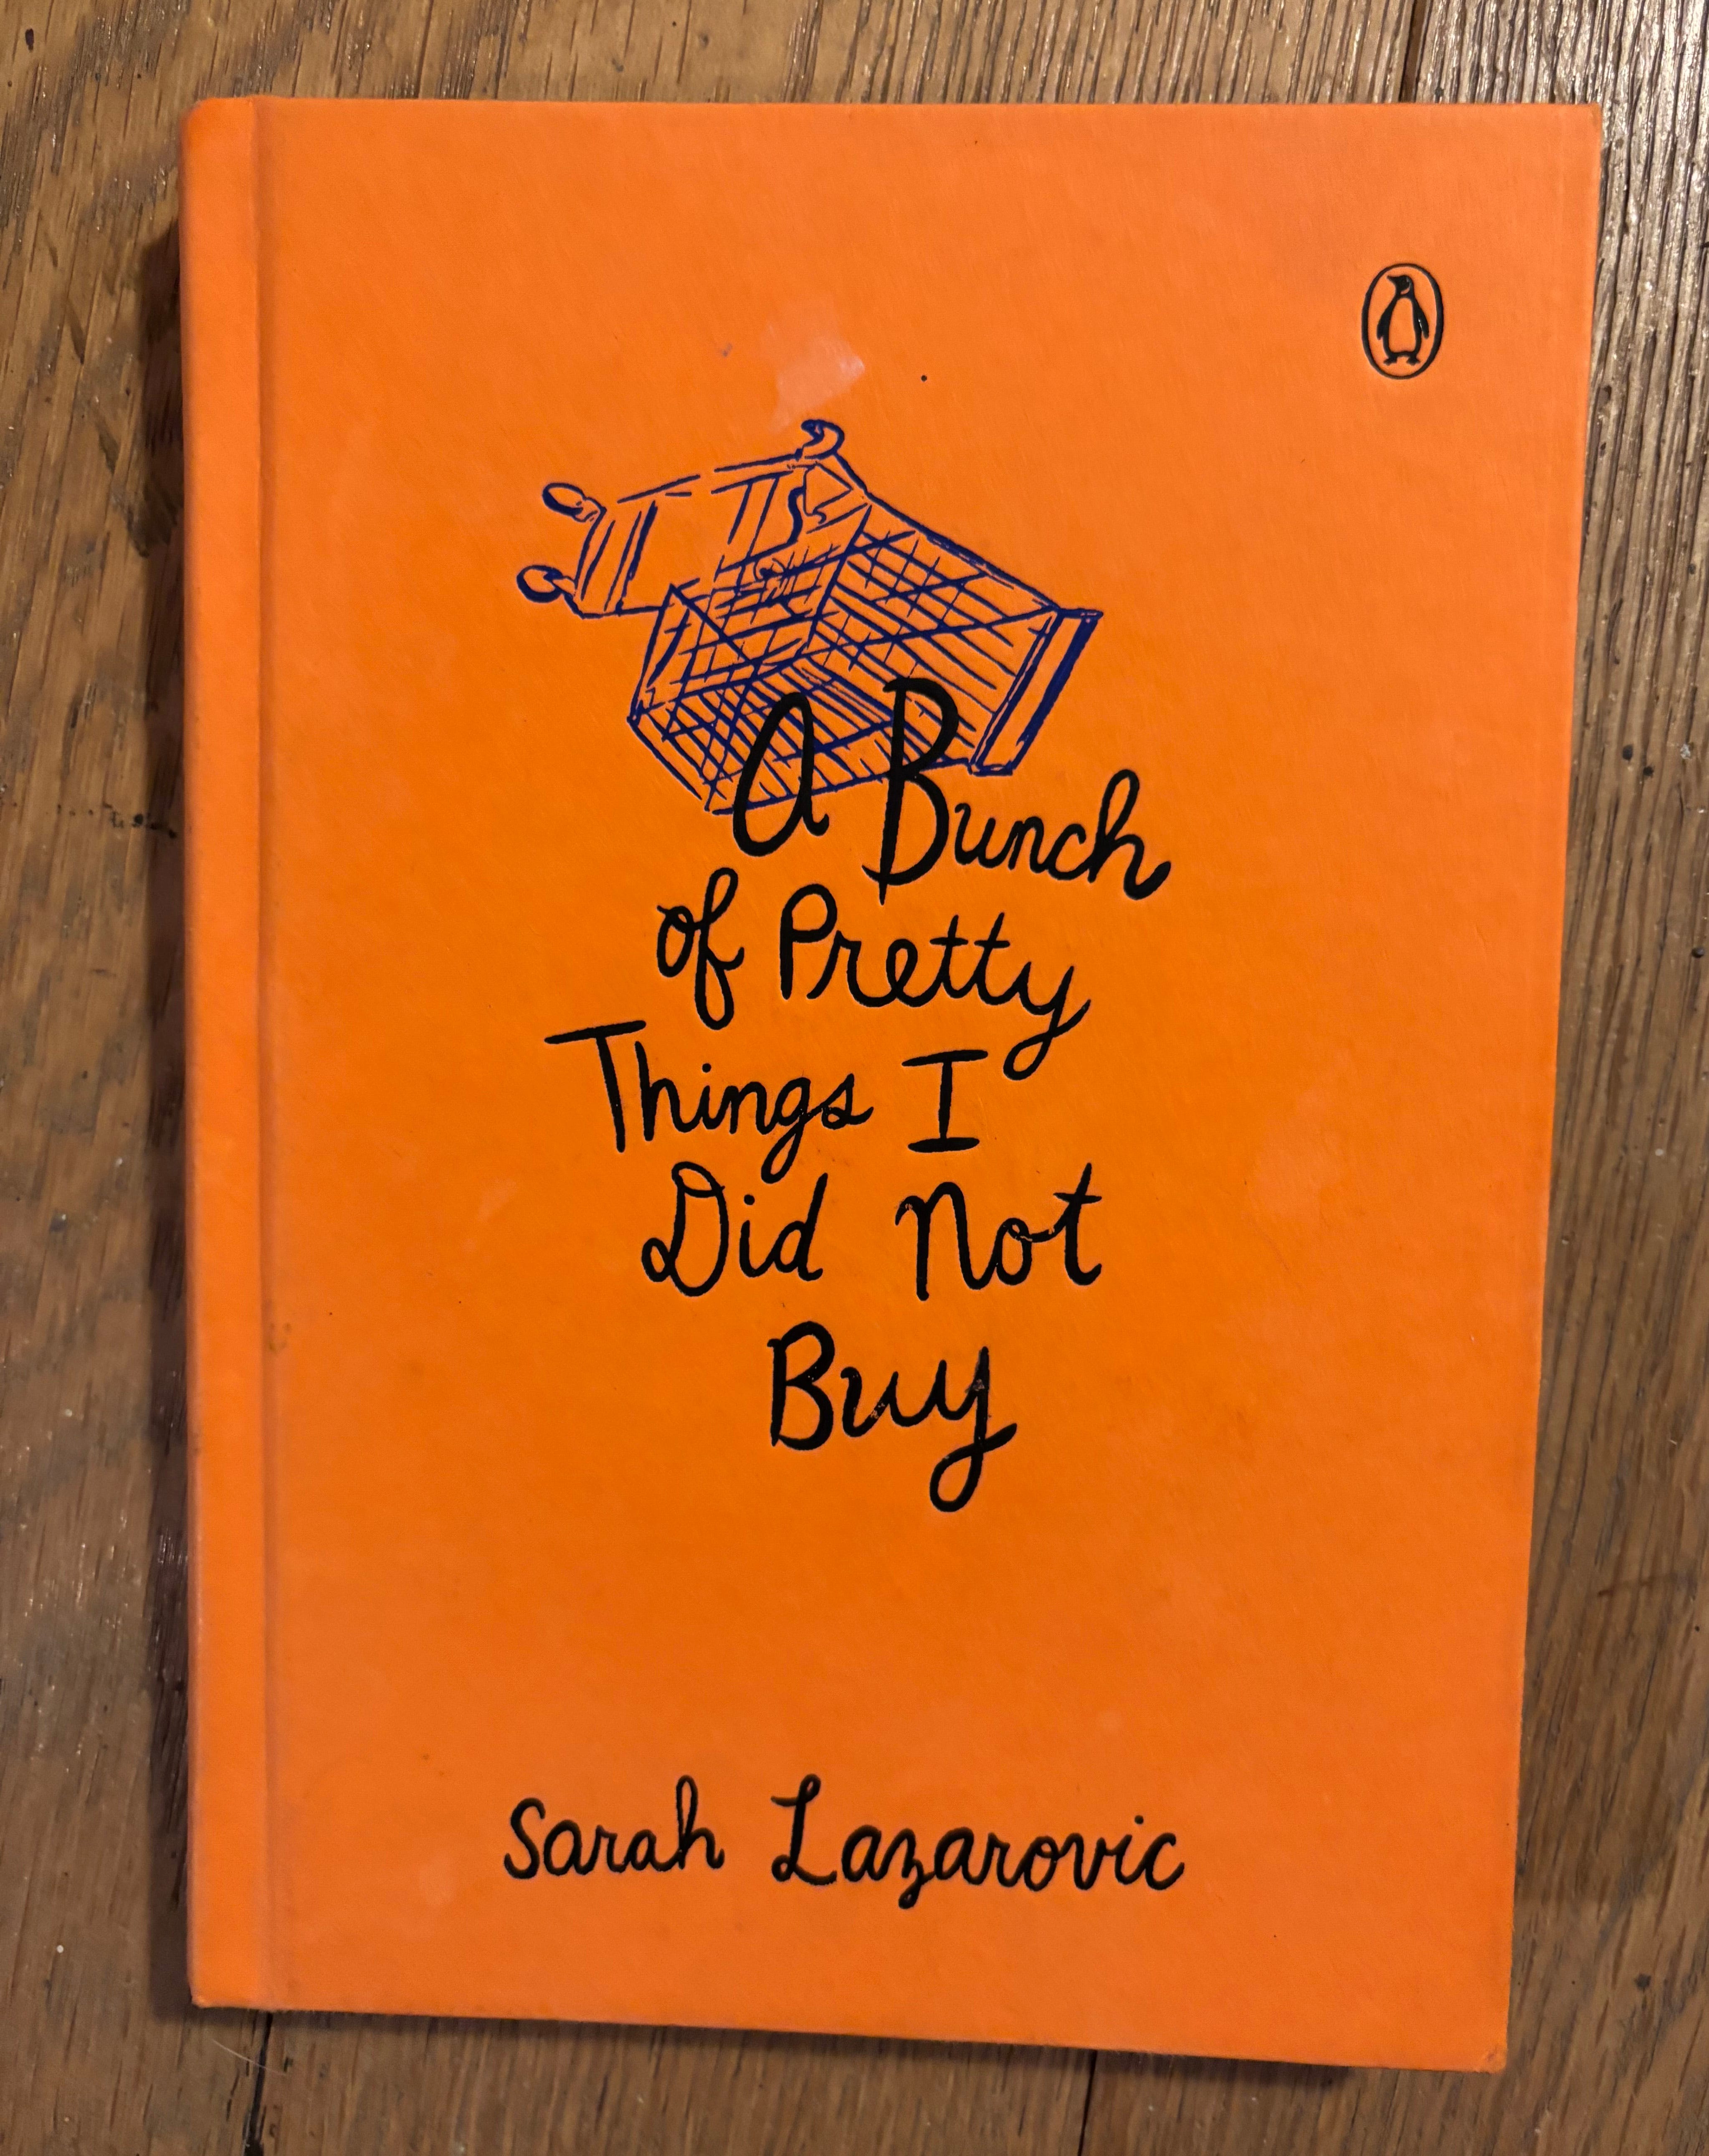 A Bunch
of Pretty
Things I
Did Not
Buy
Sarah Lazarovic